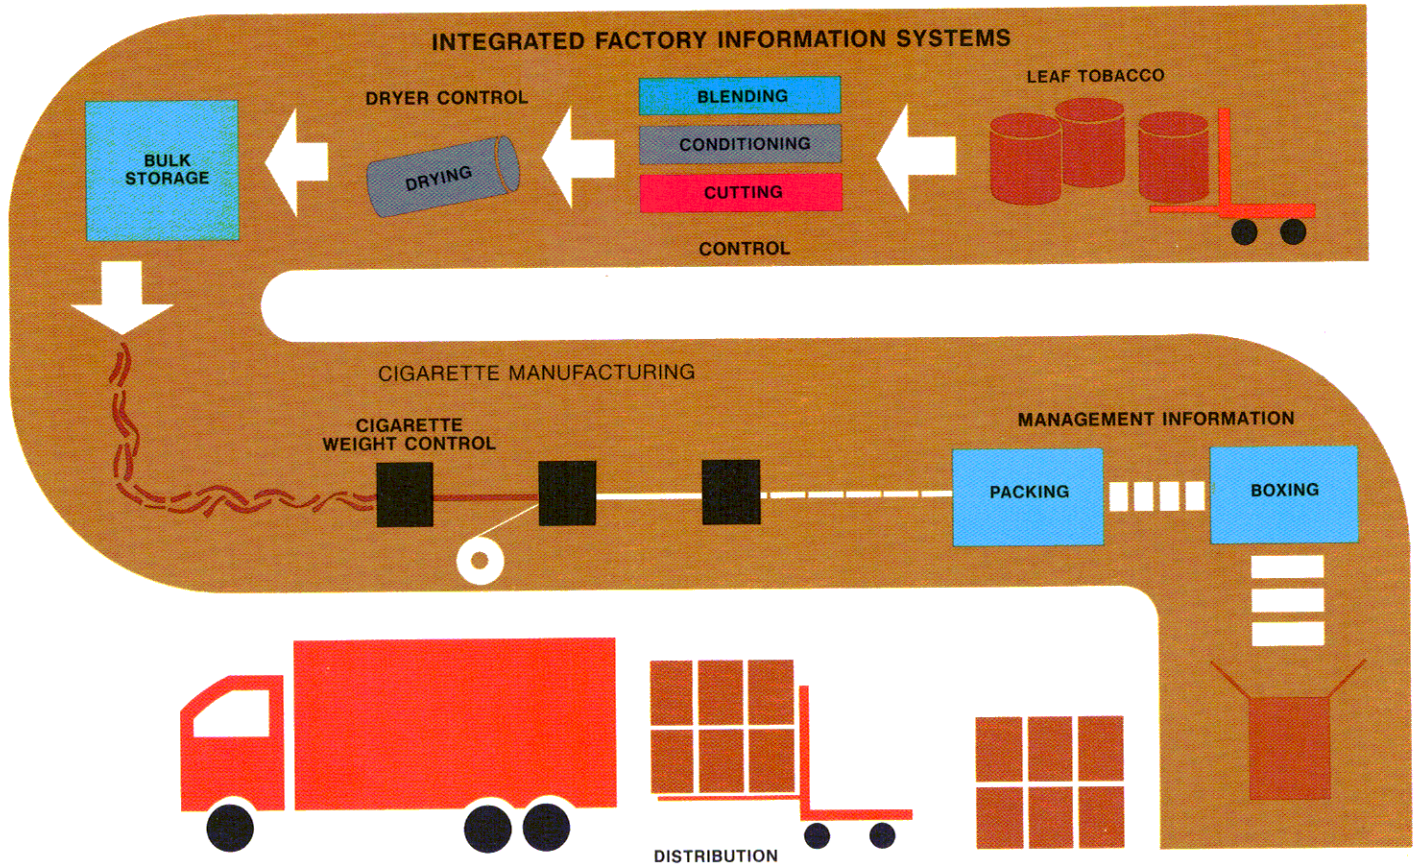 INTEGRATED FACTORY INFORMATION SYSTEMS
LEAF TOBACCO
DRYER CONTROL
BLENDING
CONDITIONING
CUTTING
CONTROL
DRYING
BULK
STORAGE
CIGARETTE MANUFACTURING
CIGARETTE
WEIGHT CONTROL
MANAGEMENT INFORMATION
PACKING
BOXING
DISTRIBUTION